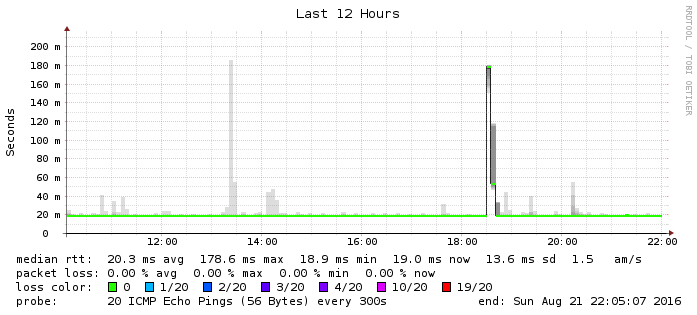 Last 12 Hours
RRDTOOL / TOBI OETIKER
Seconds
200 m
180 m
160 m
140 m
120 m
100 m
80 m
60 m
40 m
20 m
0
12:00 14:00 16:00 18:00 20:00 22:00
median rtt: 20.3 ms avg 178.6 ms max 18.9 ms min 19.0 ms now 13.6 ms sd 1.5 am/s
packet loss: 0.00 % avg 0.00 % max 0.00 % min 0.00 % now
loss color: 0 1/20 2/20 3/20 4/20 10/20 19/20
probe: 20 ICMP Echo Pings (56 Bytes) every 300s end: Sun Aug 21 22:05:07 2016